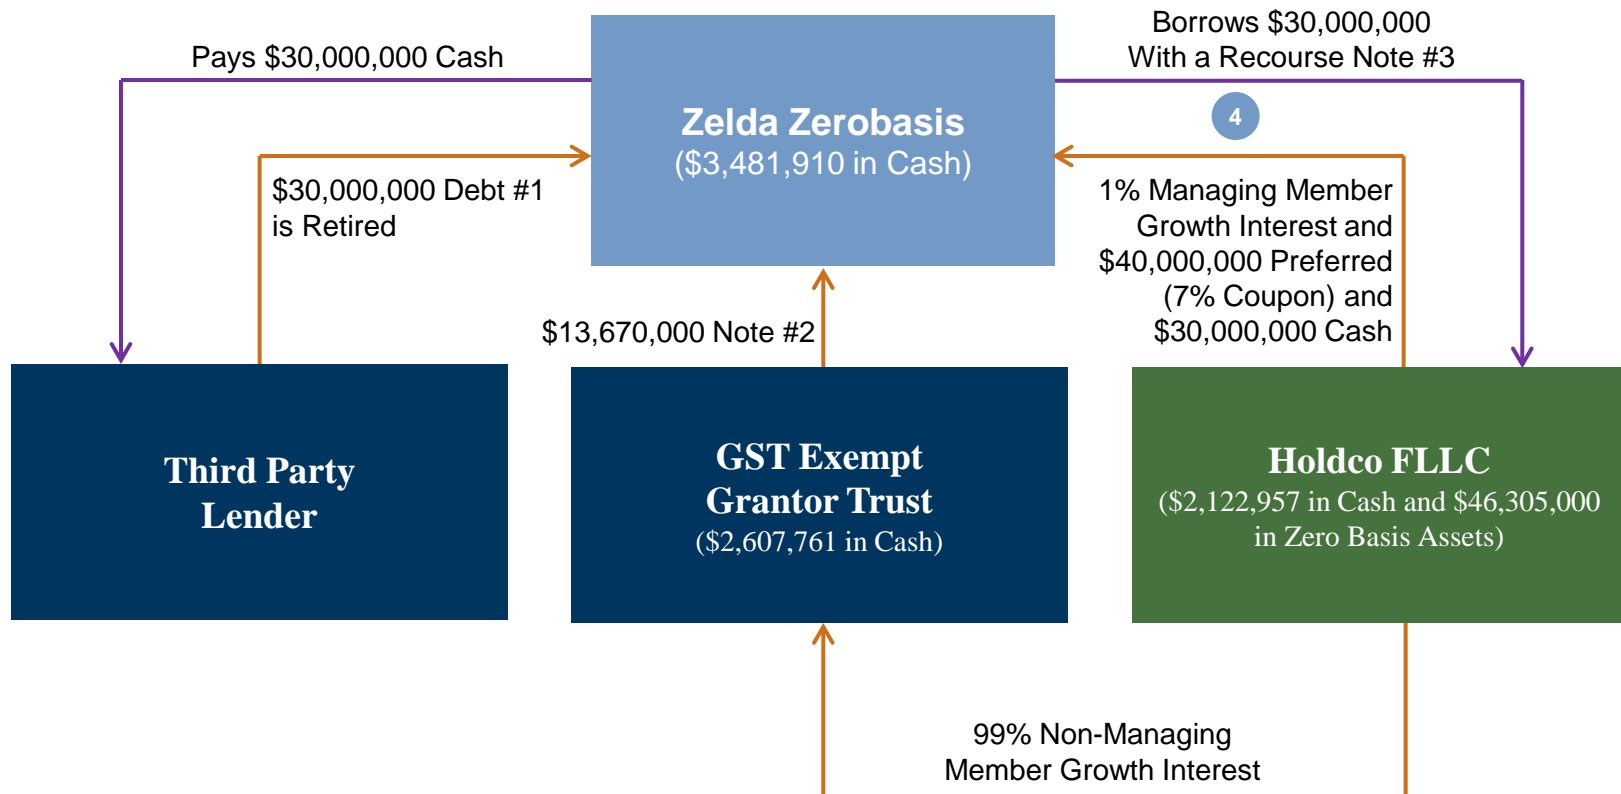 Pays $30,000,000 Cash
Borrows $30,000,000
With a Recourse Note #3
Zelda Zerobasis
($3,481,910 in Cash)
4
$30,000,000 Debt #1
is Retired
1% Managing Member
Growth Interest and
$40,000,000 Preferred
(7% Coupon) and
$30,000,000 Cash
$13,670,000 Note #2
Third Party
Lender
GST Exempt
Grantor Trust
($2,607,761 in Cash)
Holdco FLLC
($2,122,957 in Cash and $46,305,000
in Zero Basis Assets)
99% Non-Managing
Member Growth Interest